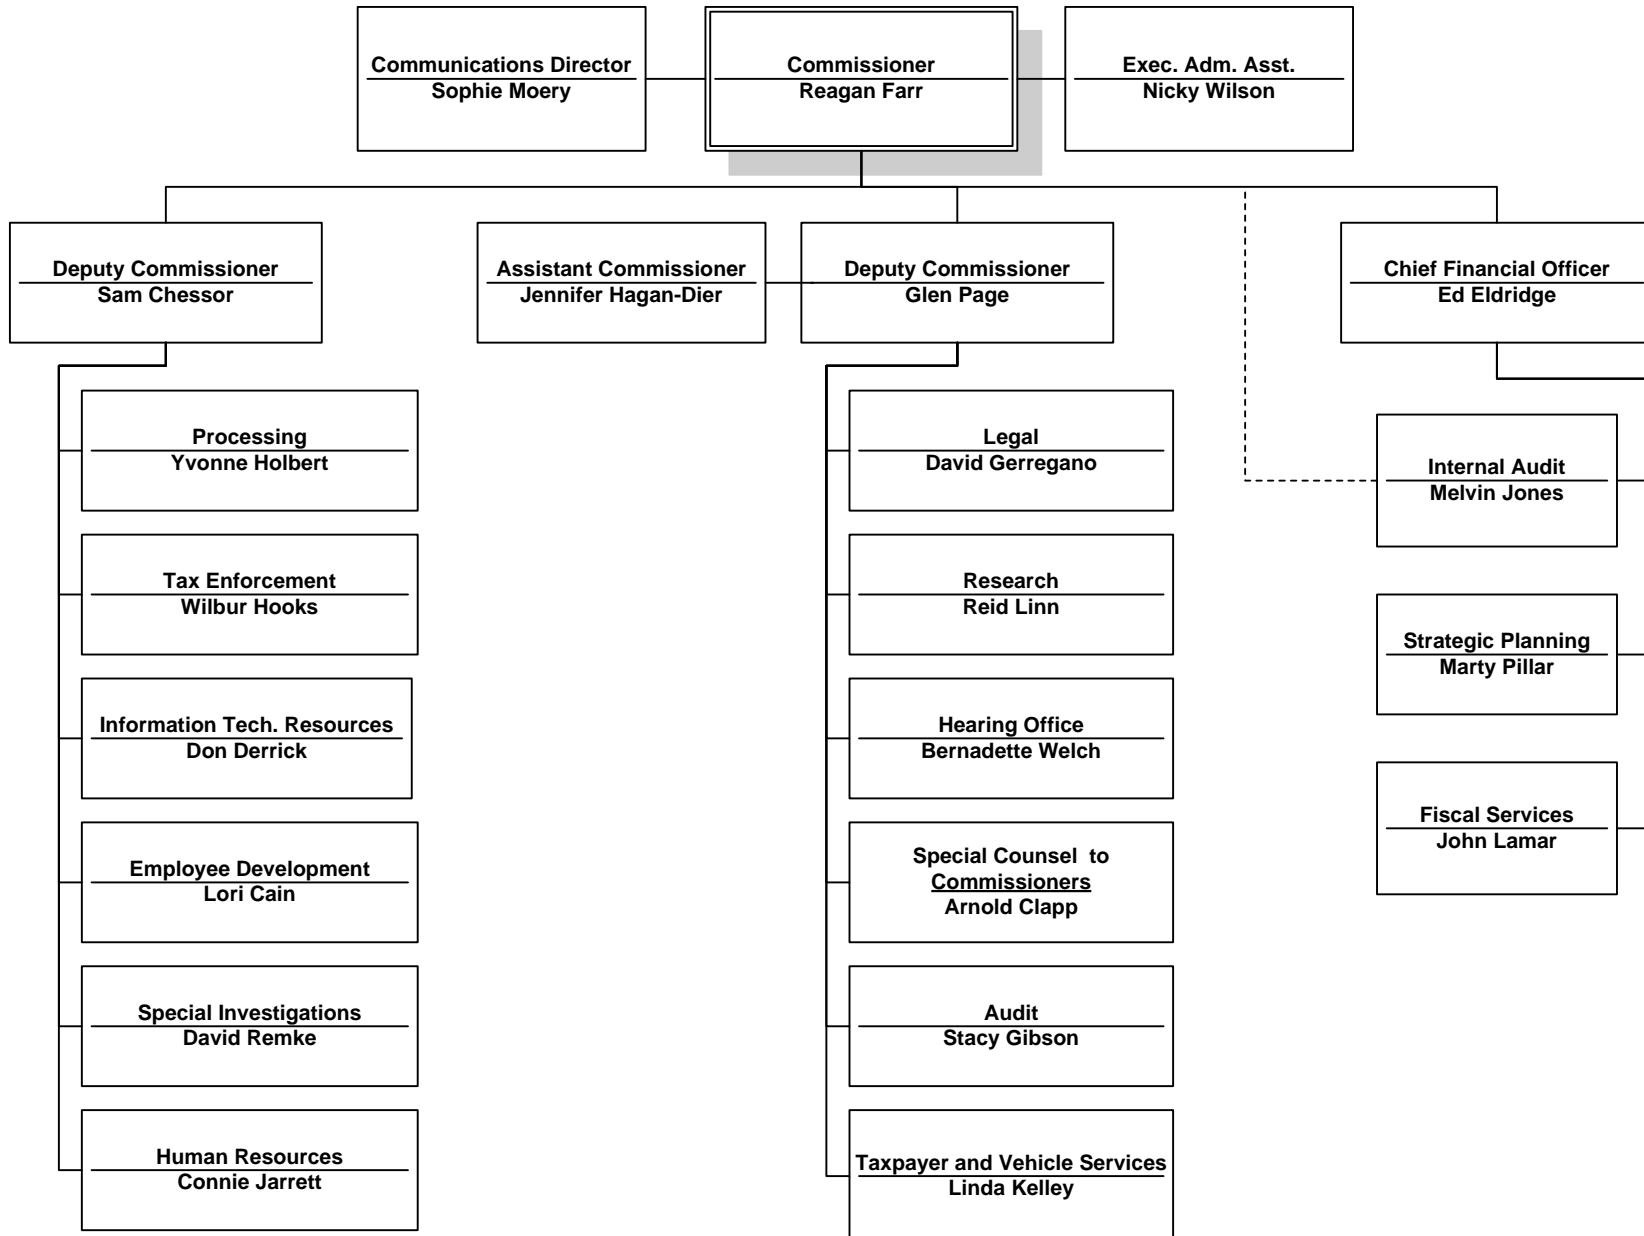 Communications Director
Sophie Moery
Commissioner
Reagan Farr
Exec. Adm. Asst.
Nicky Wilson
Deputy Commissioner
Sam Chessor
Assistant Commissioner
Jennifer Hagan-Dier
Deputy Commissioner
Glen Page
Chief Financial Officer
Ed Eldridge
Processing
Yvonne Holbert
Tax Enforcement
Wilbur Hooks
Information Tech. Resources
Don Derrick
Employee Development
Lori Cain
Special Investigations
David Remke
Human Resources
Connie Jarrett
Legal
David Gerregano
Research
Reid Linn
Hearing Office
Bernadette Welch
Special Counsel to
Commissioners
Arnold Clapp
Audit
Stacy Gibson
Taxpayer and Vehicle Services
Linda Kelley
Internal Audit
Melvin Jones
Strategic Planning
Marty Pillar
Fiscal Services
John Lamar